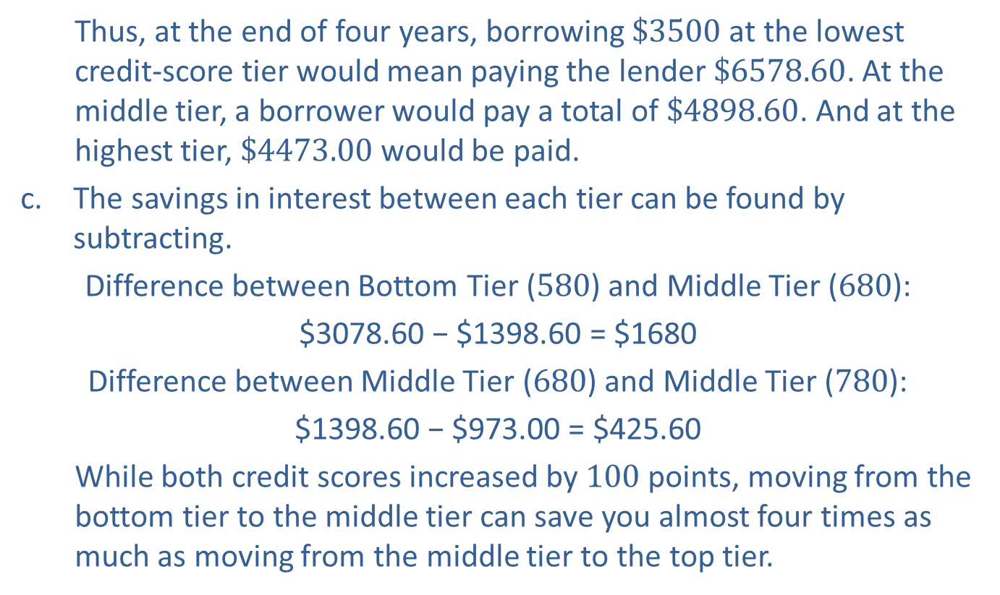 Thus, at the end of four years, borrowing $3500 at the lowest
credit-score tier would mean paying the lender $6578.60. At the
middle tier, a borrower would pay a total of $4898.60. And at the
highest tier, $4473.00 would be paid.
c. The savings in interest between each tier can be found by
subtracting.
Difference between Bottom Tier (580) and Middle Tier (680):
$3078.60 − $1398.60 = $1680
Difference between Middle Tier (680) and Middle Tier (780):
$1398.60 − $973.00 = $425.60
While both credit scores increased by 100 points, moving from the
bottom tier to the middle tier can save you almost four times as
much as moving from the middle tier to the top tier.